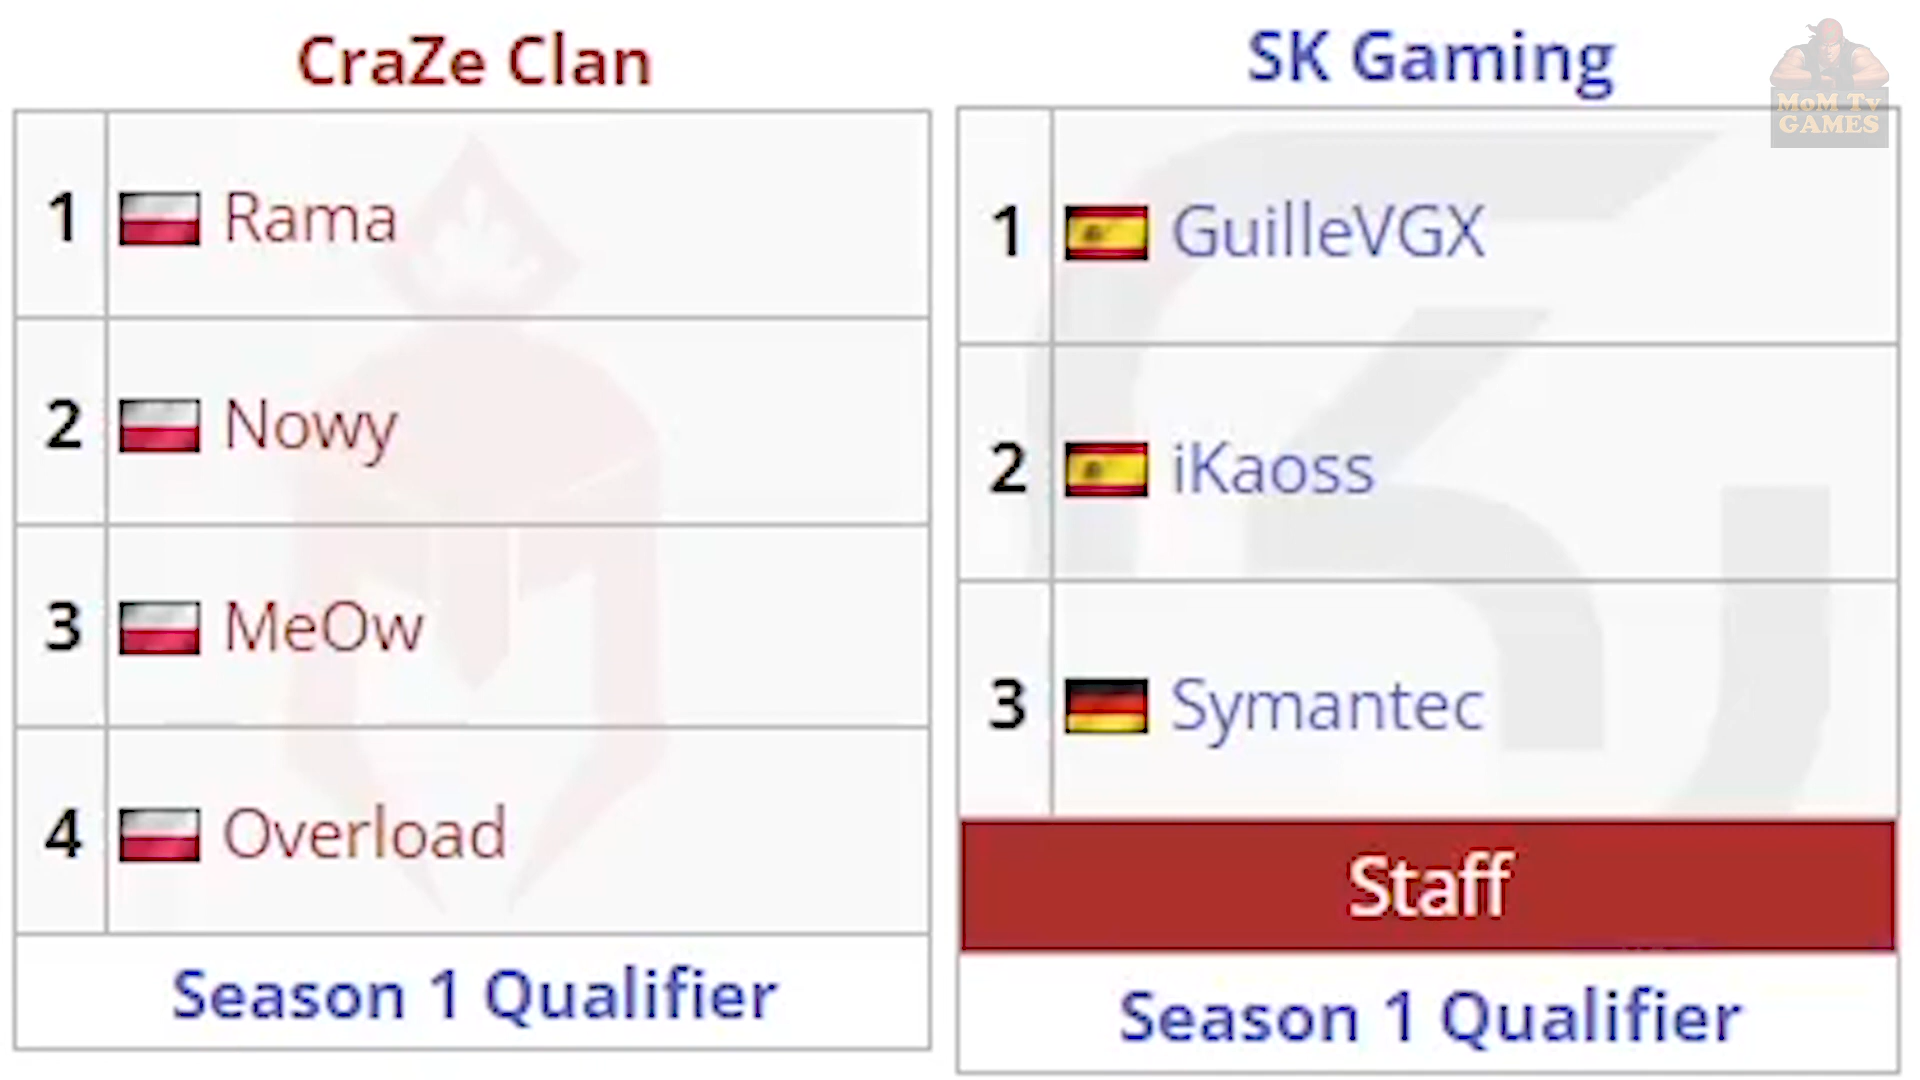 CraZe Clan
1 Rama
2 Nowy
3 MeOw
4 Overload
Season 1 Qualifier
SK Gaming
1 GuilleVGX
2 iKaoss
3 Symantec
Staff
Season 1 Qualifier
MoM Tv
GAMES